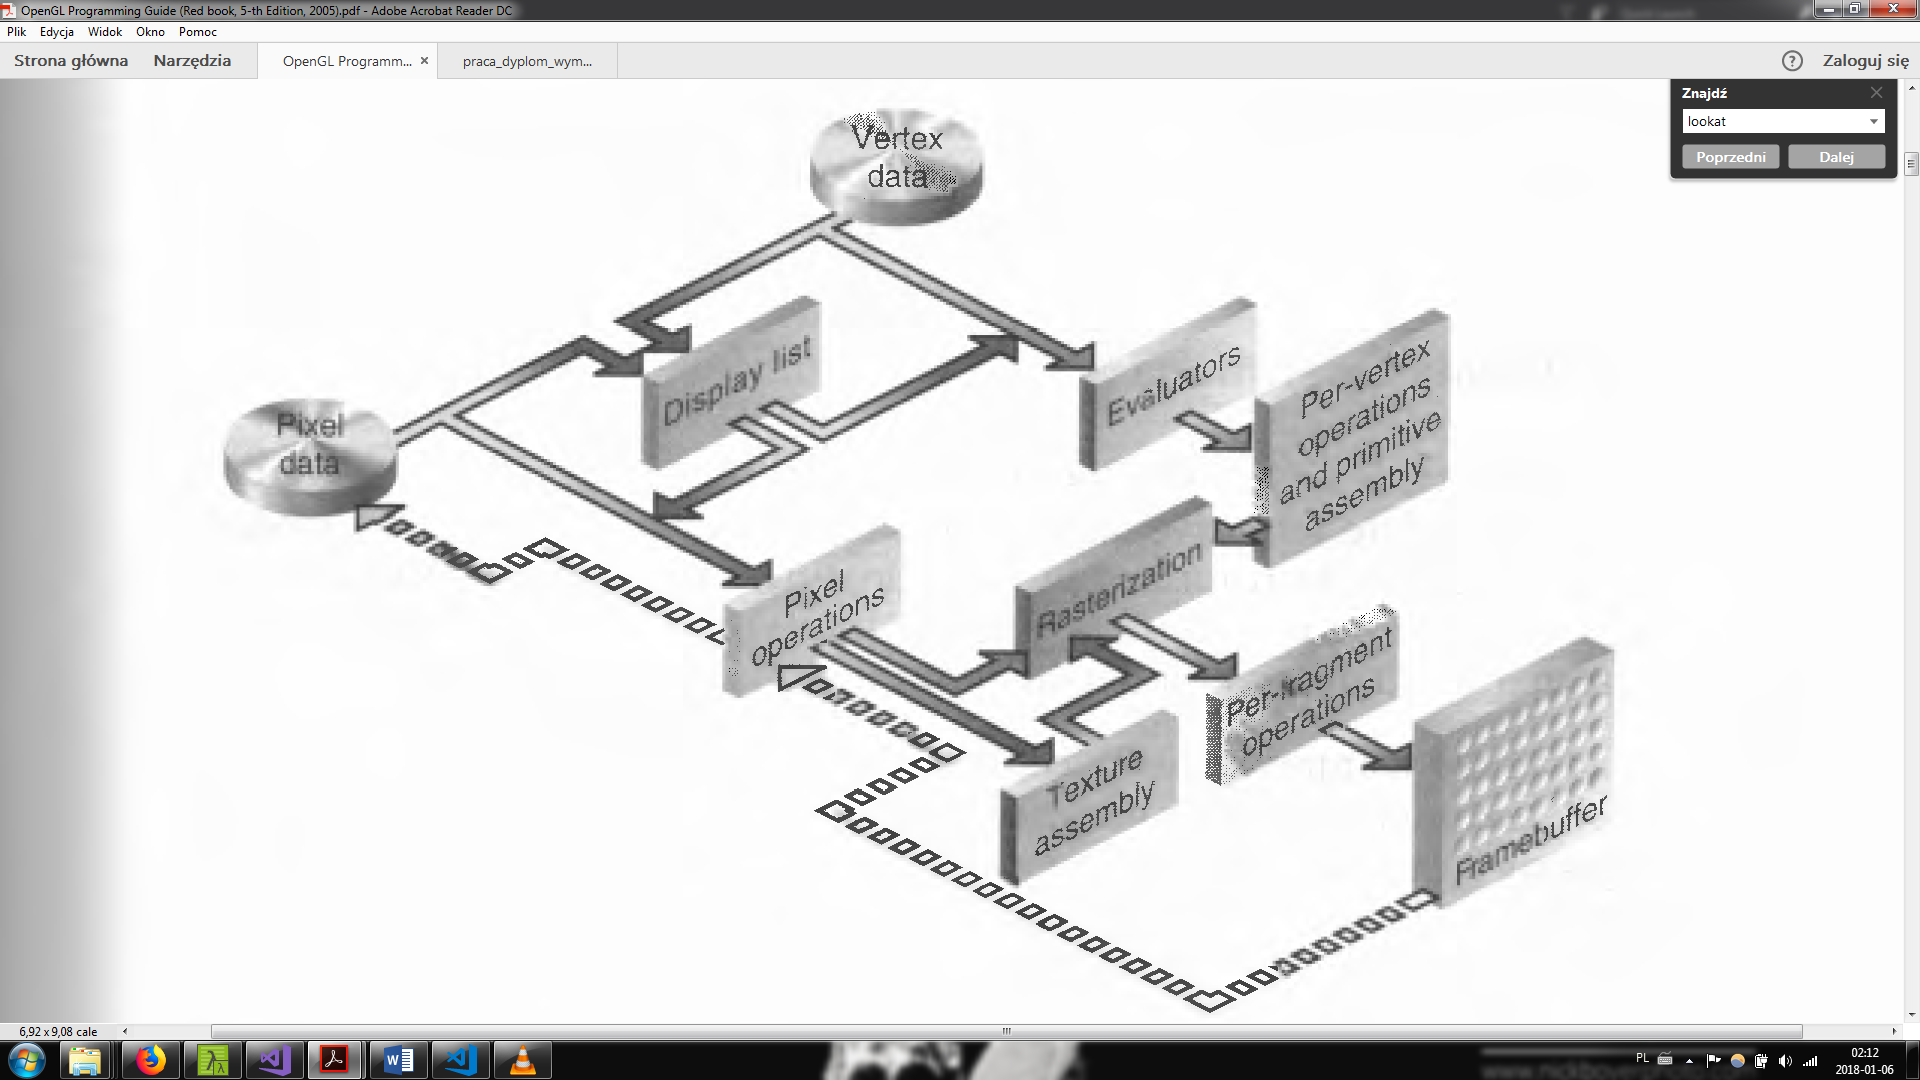 OpenGL Programming Guide (Red book, 5-th Edition, 2005).pdf - Adobe Acrobat Reader DC
Plik Edycja Widok Okno Pomoc
Strona główna Narzędzia OpenGL Programm... × praca_dyplom_wym... ? Zaloguj się
Znajdź
lookat
Poprzedni Dalej
Vertex
data
Display list
Evaluators
Per-vertex
operations
and primitive
assembly
Pixel
data
Rasterization
Pixel
operations
Per-fragment
operations
Texture
assembly
Framebuffer
6,92 x 9,08 cale
PL
02:12
2018-01-06